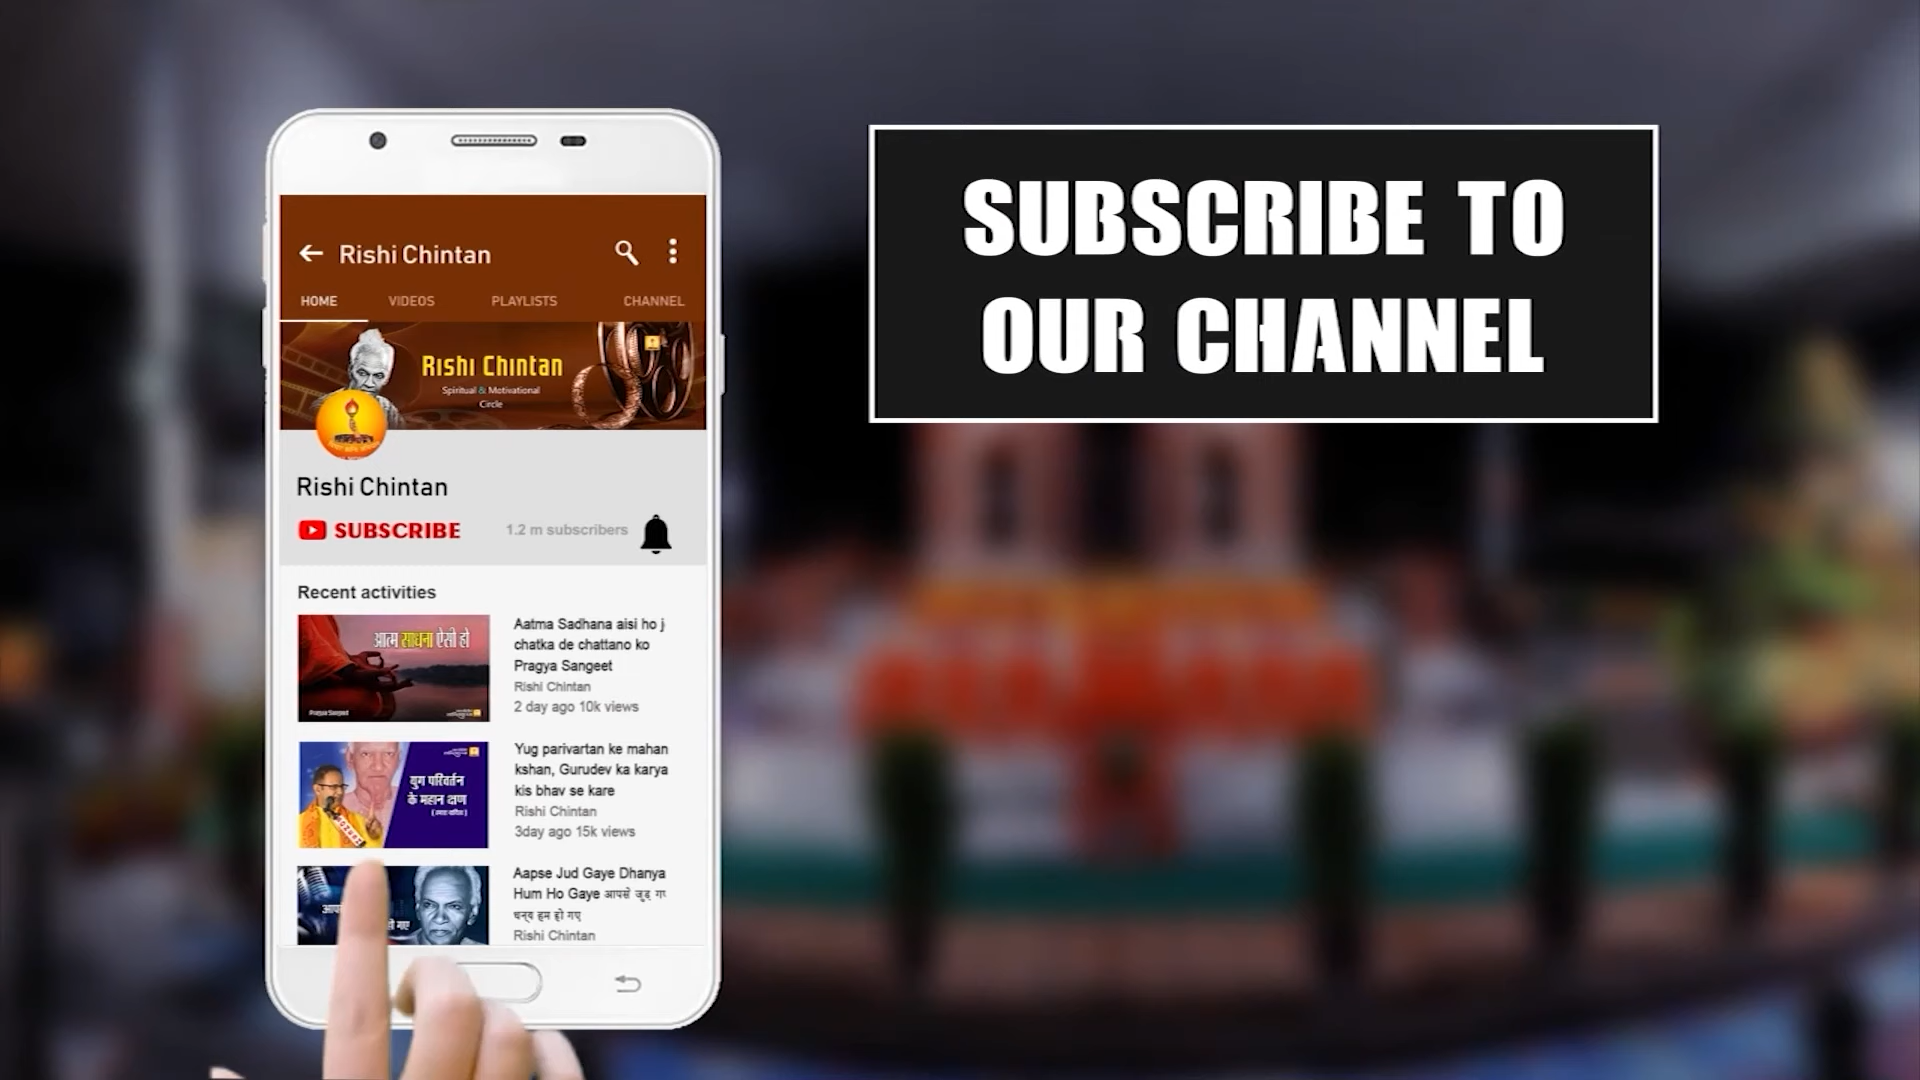 SUBSCRIBE TO
OUR CHANNEL
Rishi Chintan
HOME VIDEOS PLAYLISTS CHANNEL
Rishi Chintan
Spiritual & Motivational
Circle
Rishi Chintan
SUBSCRIBE 1.2 m subscribers
Recent activities
आत्म साधना ऐसी हो
Pragya Sangeet
Aatma Sadhana aisi ho j
chatka de chattano ko
Pragya Sangeet
Rishi Chintan
2 day ago 10k views
युग परिवर्तन
के महान क्षण
Yug parivartan ke mahan
kshan, Gurudev ka karya
kis bhav se kare
Rishi Chintan
3day ago 15k views
Aapse Jud Gaye Dhanya
Hum Ho Gaye आपसे जुड़ ग
हम हो गए
Rishi Chintan